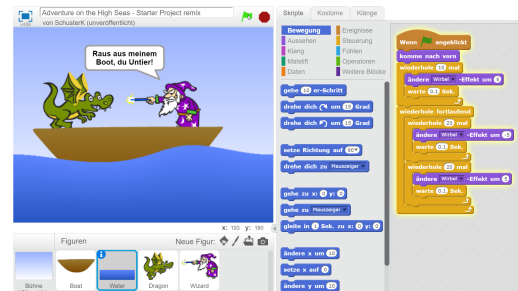 Adventure on the High Seas - Starter Project remix
von SchusterK (unveröffentlicht)
Raus aus meinem
Boot, du Untier!
x: 193 y: 180
Figuren
Neue Figur:
Bühne
Boat
Water
Dragon
Wizard
Skripte
Kostüme
Klänge
Bewegung
Ereignisse
Aussehen
Steuerung
Klang
Fühlen
Malstift
Operatoren
Daten
Weitere Blöcke
gehe 10 er-Schritt
drehe dich um 15 Grad
drehe dich um 15 Grad
setze Richtung auf 90
drehe dich zu Mauszeiger
gehe zu x: 0 y: 0
gehe zu Mauszeiger
gleite in 1 Sek. zu x: 0 y: 0
ändere x um 10
setze x auf 0
ändere y um 10
Wenn angeklickt
komme nach vorn
wiederhole 10 mal
ändere Wirbel -Effekt um 5
warte 0.1 Sek.
wiederhole fortlaufend
wiederhole 20 mal
ändere Wirbel -Effekt um -5
warte 0.1 Sek.
wiederhole 20 mal
ändere Wirbel -Effekt um 5
warte 0.1 Sek.